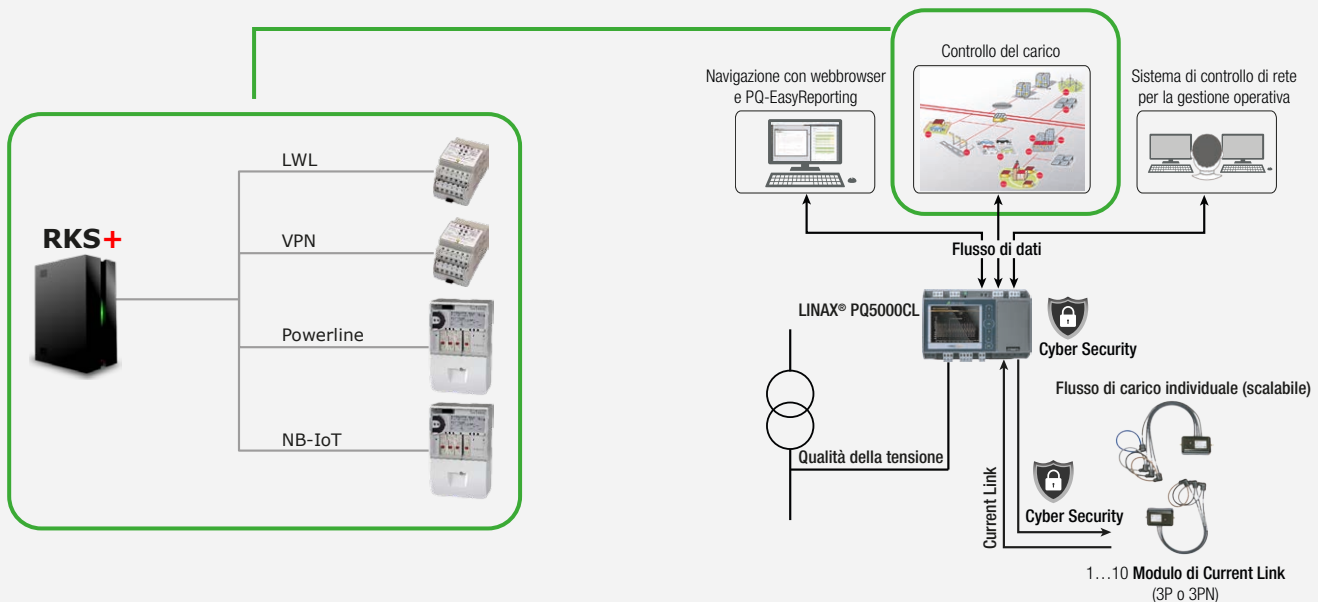 RKS+
LWL
VPN
Powerline
NB-IoT
Navigazione con webbrowser
e PQ-EasyReporting
Controllo del carico
Sistema di controllo di rete
per la gestione operativa
Flusso di dati
LINAX® PQ5000CL
Cyber Security
Flusso di carico individuale (scalabile)
Qualità della tensione
Current Link
Cyber Security
1…10 Modulo di Current Link
(3P o 3PN)